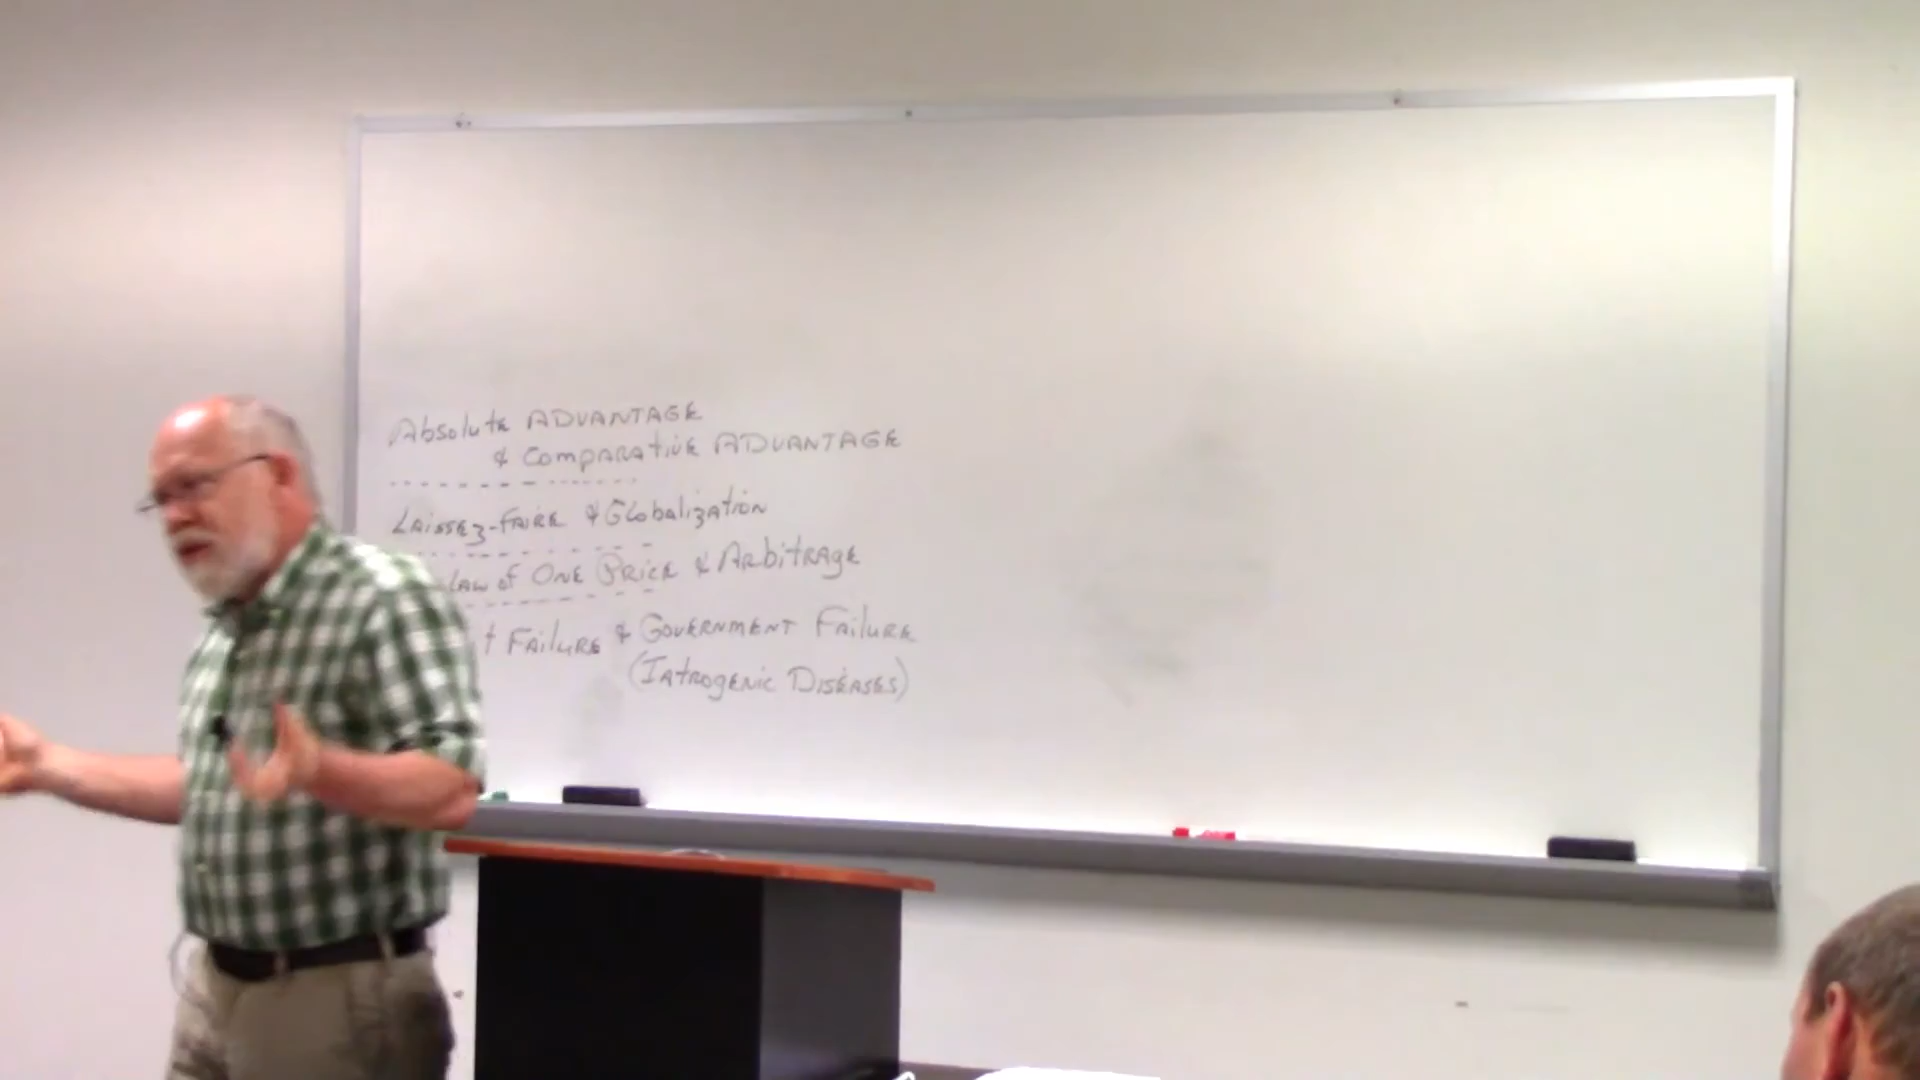 Absolute ADVANTAGE
& Comparative ADVANTAGE
Laissez-Faire & Globalization
Law of One Price & Arbitrage
t Failure & Government Failure
(Iatrogenic Diseases)